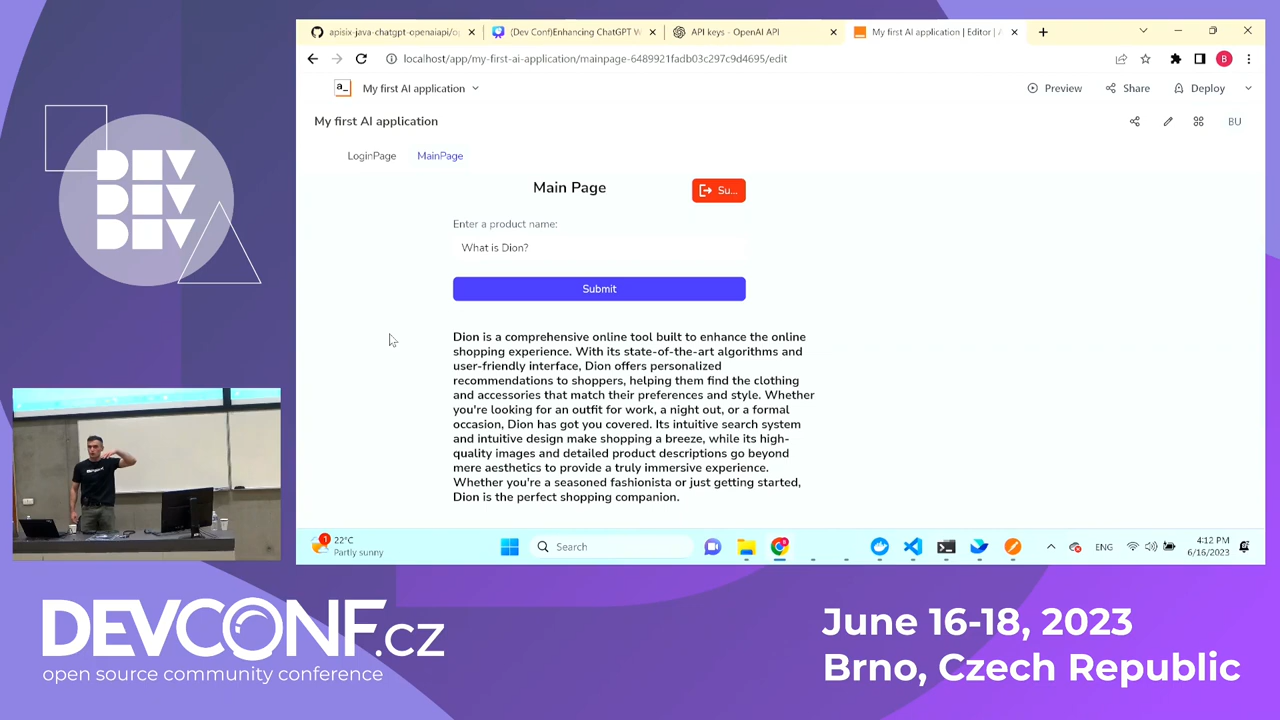 DEV
DEV
DEV
apisix-java-chatgpt-openaiapi/o
(Dev Conf)Enhancing ChatGPT W
API keys - OpenAI API
My first AI application | Editor | A
localhost/app/my-first-ai-application/mainpage-6489921fadb03c297c9d4695/edit
B
a_
My first AI application
Preview
Share
Deploy
My first AI application
BU
LoginPage
MainPage
Main Page
Su...
Enter a product name:
What is Dion?
Submit
Dion is a comprehensive online tool built to enhance the online
shopping experience. With its state-of-the-art algorithms and
user-friendly interface, Dion offers personalized
recommendations to shoppers, helping them find the clothing
and accessories that match their preferences and style. Whether
you're looking for an outfit for work, a night out, or a formal
occasion, Dion has got you covered. Its intuitive search system
and intuitive design make shopping a breeze, while its high-
quality images and detailed product descriptions go beyond
mere aesthetics to provide a truly immersive experience.
Whether you're a seasoned fashionista or just getting started,
Dion is the perfect shopping companion.
1
22°C
Partly sunny
Search
ENG
4:12 PM
6/16/2023
DEVCONF.cz
open source community conference
June 16-18, 2023
Brno, Czech Republic